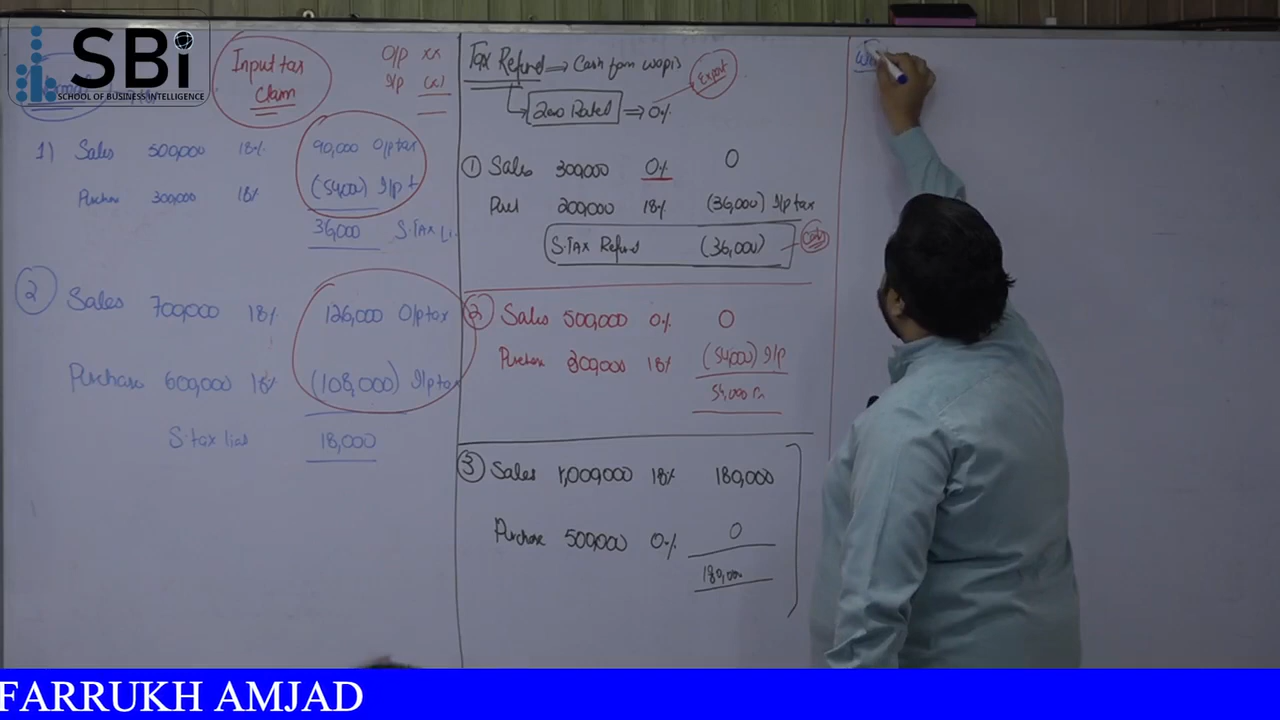 SBi
SCHOOL OF BUSINESS INTELLIGENCE
Input tax
claim
O/p xx
I/p (x)
1) Sales 500,000 18% 90,000 O/p tax
Purchase 300,000 18% (54,000) I/p t
36,000 S.TAX Li.
2 Sales 700,000 18% 126,000 O/p tax
Purchase 600,000 18% (108,000) I/p tax
S.tax liab 18,000
Tax Refund ⇒ Cash fam wapis
Zero Rated ⇒ 0%
Export
1 Sales 300,000 0% 0
Purc 200,000 18% (36,000) I/p tax
S.TAX Refund (36,000)
Cash
2 Sales 500,000 0% 0
Purchase 300,000 18% (54,000) I/p
54,000
3 Sales 1,000,000 18% 180,000
Purchase 500,000 0% 0
180,000
FARRUKH AMJAD